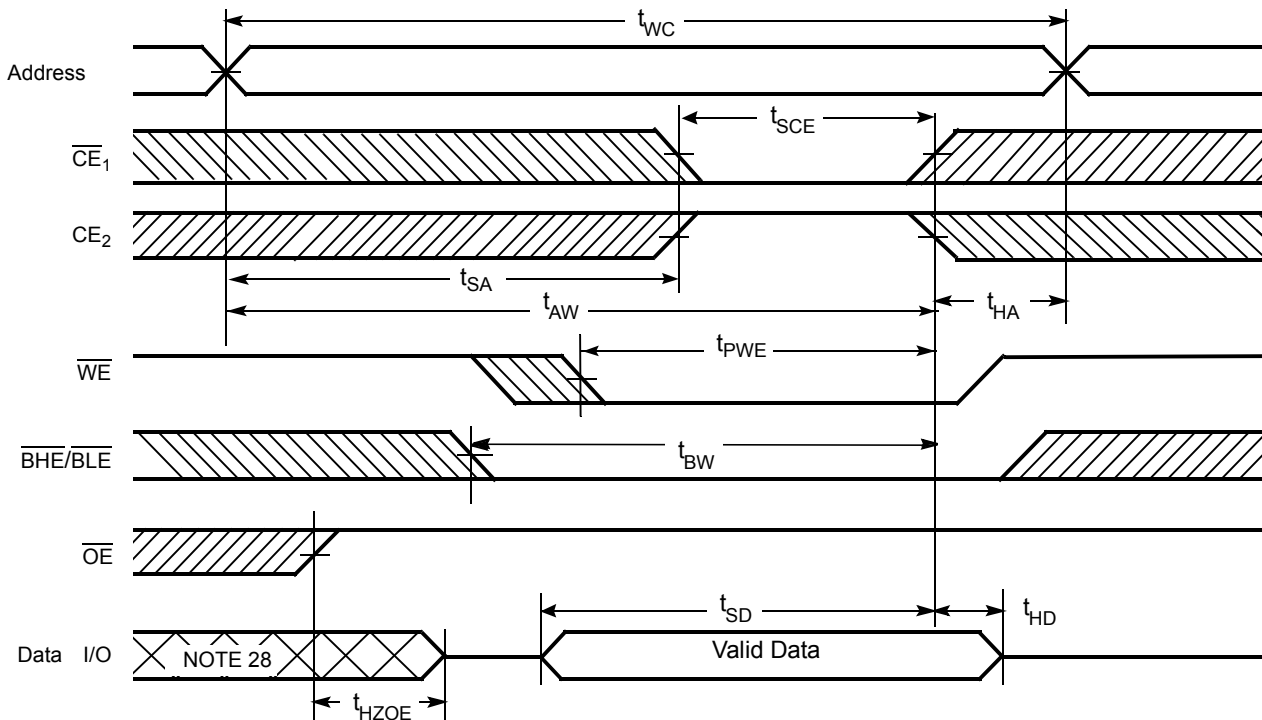 tWC
Address
tSCE
CE1
CE2
tSA
tAW
tHA
tPWE
WE
BHE/BLE
tBW
OE
tSD
tHD
Data I/O
NOTE 28
Valid Data
tHZOE